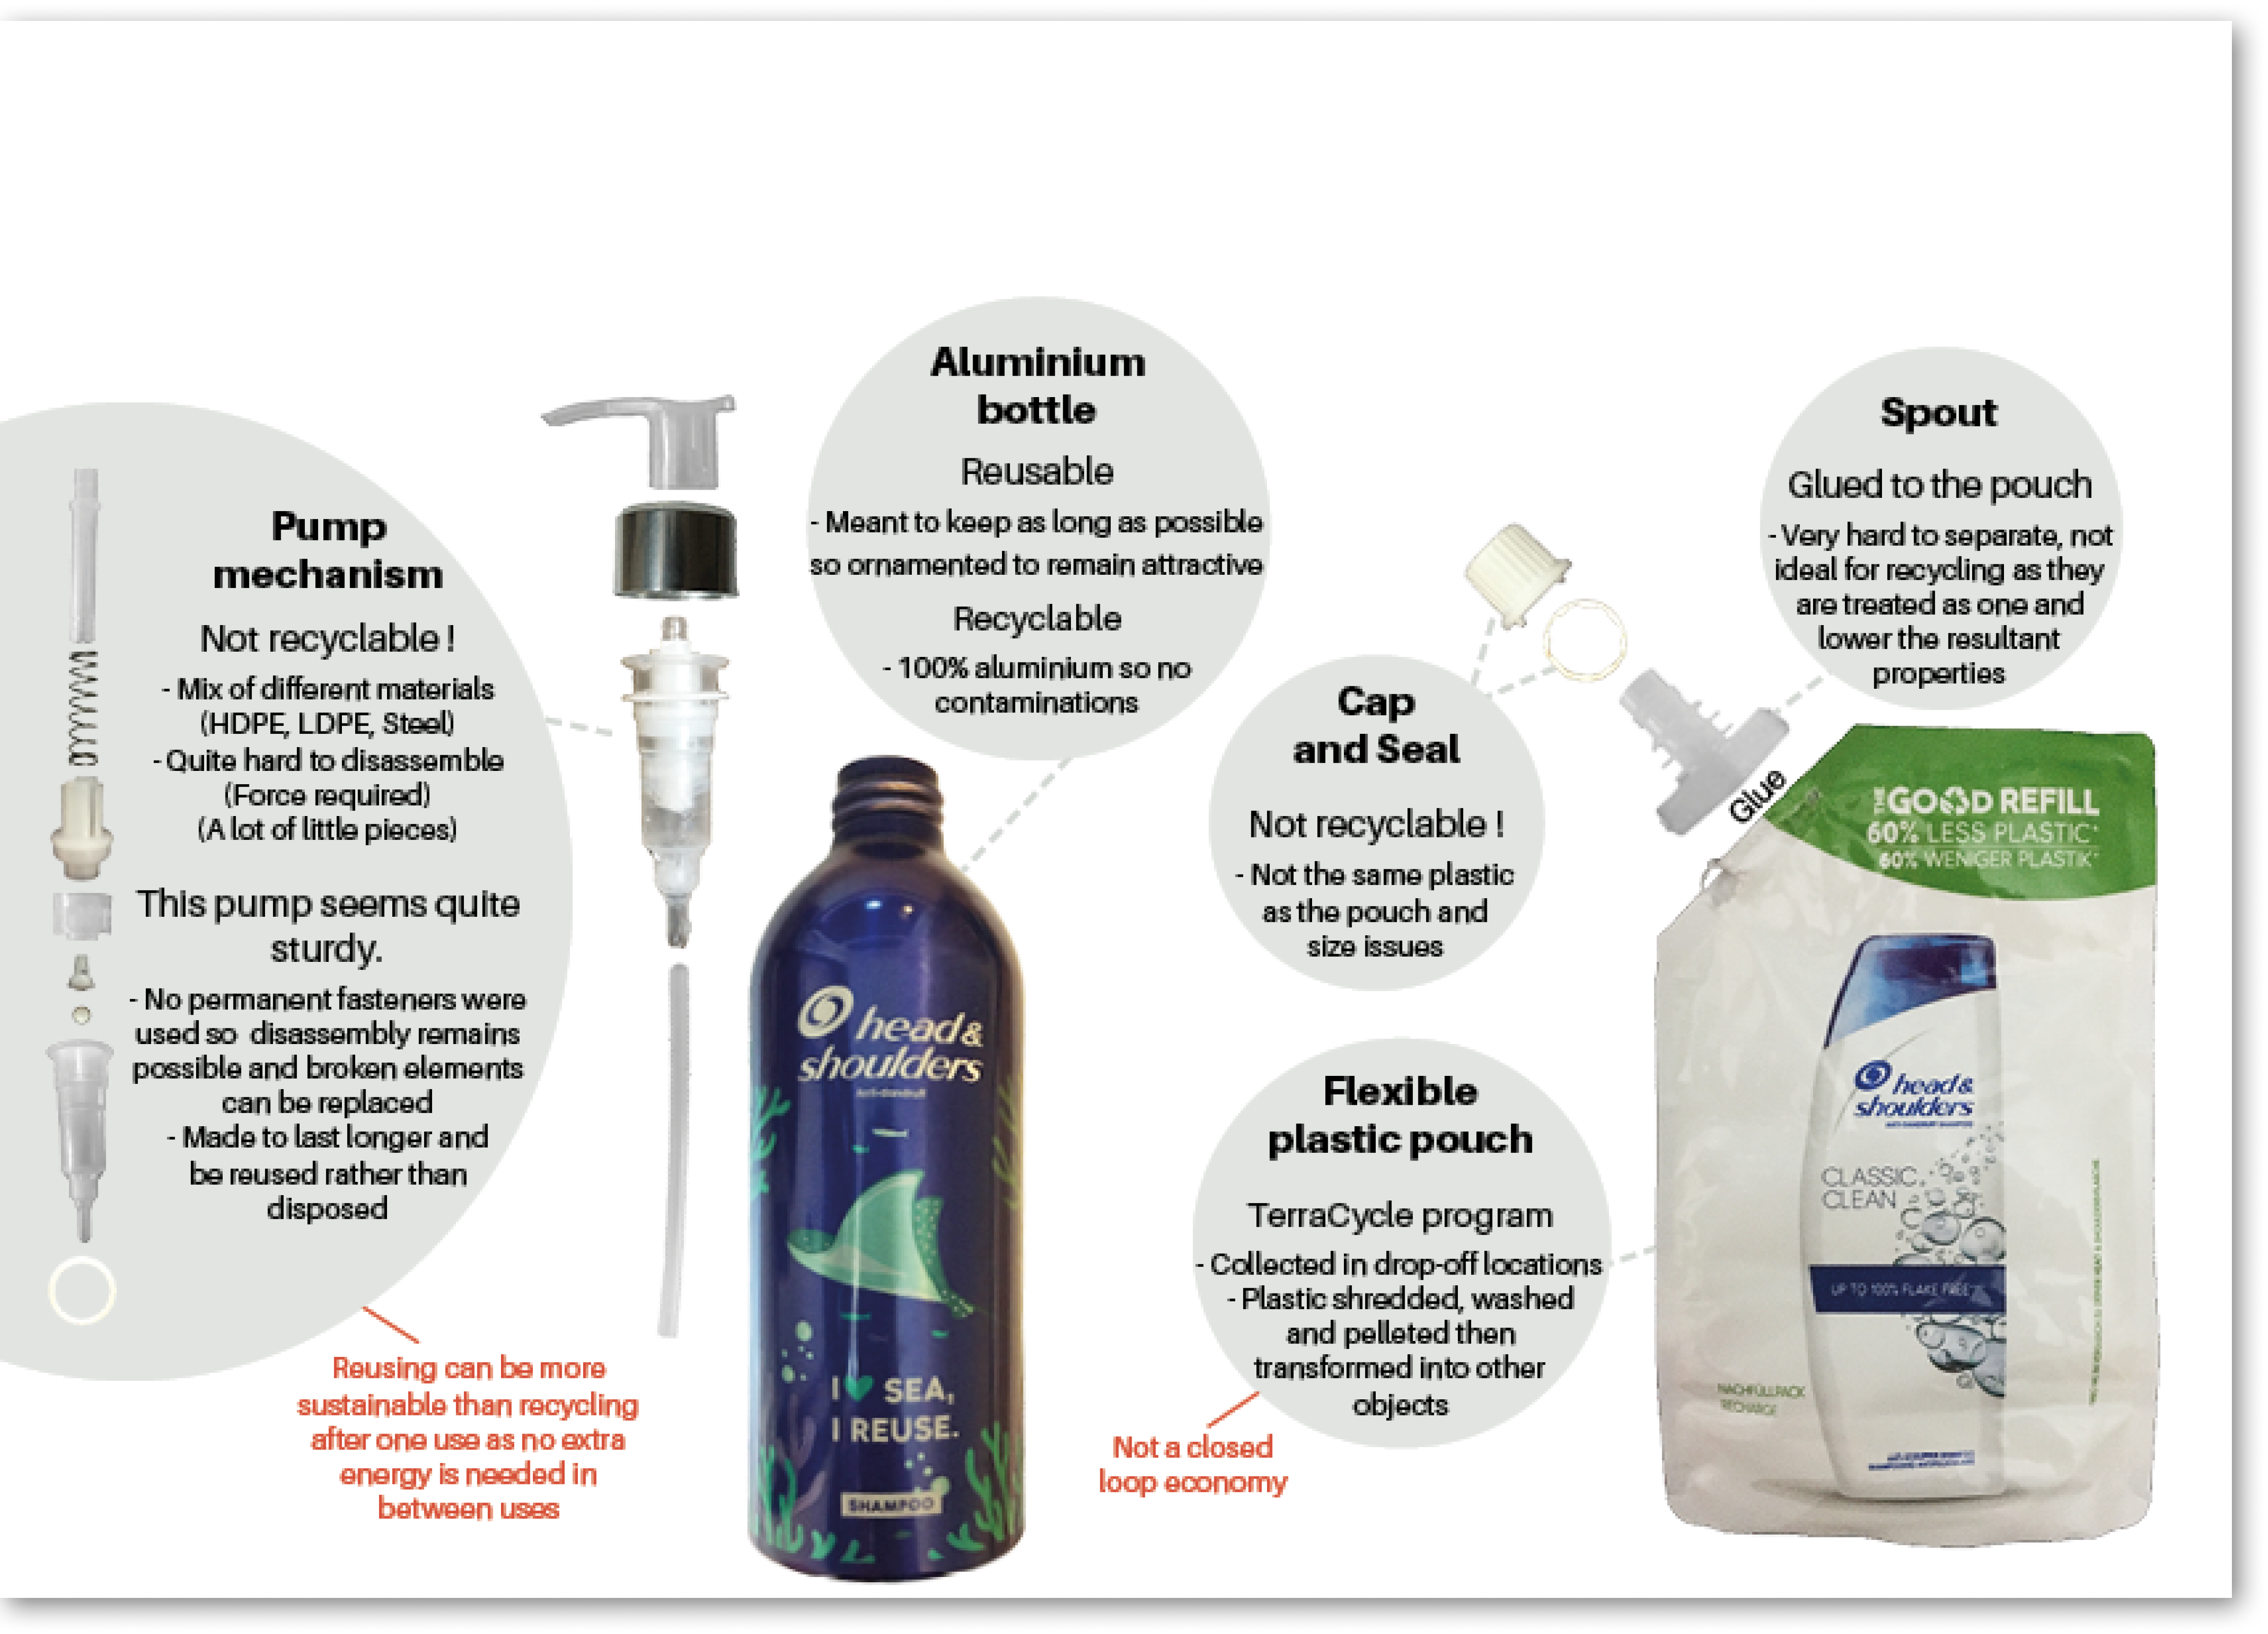 Pump
mechanism
Not recyclable !
- Mix of different materials
(HDPE, LDPE, Steel)
- Quite hard to disassemble
(Force required)
(A lot of little pieces)
This pump seems quite
sturdy.
- No permanent fasteners were
used so disassembly remains
possible and broken elements
can be replaced
- Made to last longer and
be reused rather than
disposed
Reusing can be more
sustainable than recycling
after one use as no extra
energy is needed in
between uses
Aluminium
bottle
Reusable
- Meant to keep as long as possible
so ornamented to remain attractive
Recyclable
- 100% aluminium so no
contaminations
head&
shoulders
I SEA,
I REUSE.
SHAMPOO
Cap
and Seal
Not recyclable !
- Not the same plastic
as the pouch and
size issues
Flexible
plastic pouch
TerraCycle program
- Collected in drop-off locations
- Plastic shredded, washed
and pelleted then
transformed into other
objects
Not a closed
loop economy
Spout
Glued to the pouch
- Very hard to separate, not
ideal for recycling as they
are treated as one and
lower the resultant
properties
Glue
THE GOOD REFILL
60% LESS PLASTIC*
60% WENIGER PLASTIK*
head&
shoulders
ANTI-DANDRUFF SHAMPOO
CLASSIC
CLEAN
UP TO 100% FLAKE FREE
NACHFÜLLPACK
RECHARGE